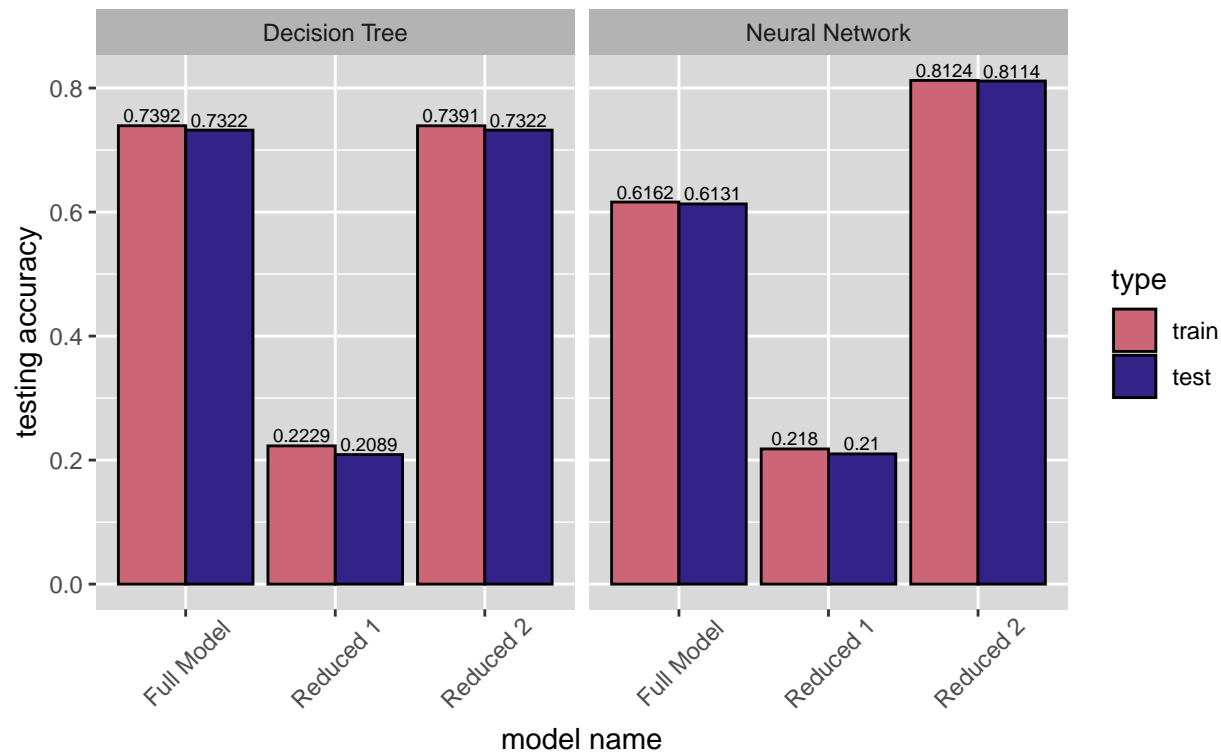 Decision Tree
Neural Network
testing accuracy
0.8
0.6
0.4
0.2
0.0
0.7392 0.7322
0.2229 0.2089
0.7391 0.7322
0.6162 0.6131
0.218 0.21
0.8124 0.8114
Full Model
Reduced 1
Reduced 2
Full Model
Reduced 1
Reduced 2
model name
type
train
test